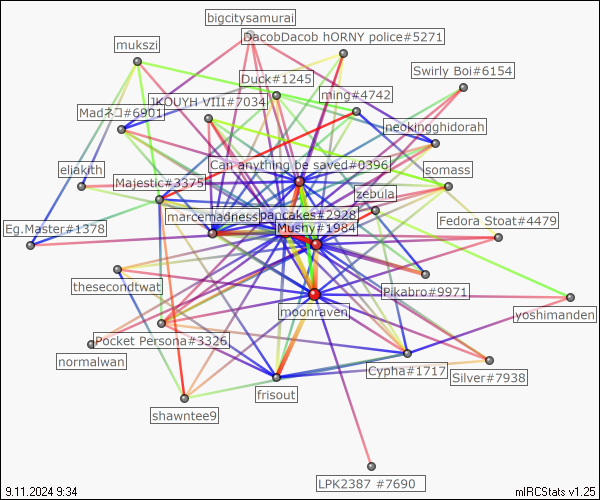 bigcitysamurai
DacobDacob hORNY police#5271
mukszi
Swirly Boi#6154
Duck#1245
ming#4742
JKOUYH VIII#7034
Madネコ#6901
neokingghidorah
Can anything be saved#0396
eliakith
somass
Majestic#3375
zebula
marcemadness
pancakes#2928
Fedora Stoat#4479
Mushy#1984
Eg.Master#1378
thesecondtwat
Pikabro#9971
moonraven
yoshimanden
Pocket Persona#3326
normalwan
Cypha#1717
Silver#7938
frisout
shawntee9
LPK2387 #7690
9.11.2024 9:34
mIRCStats v1.25